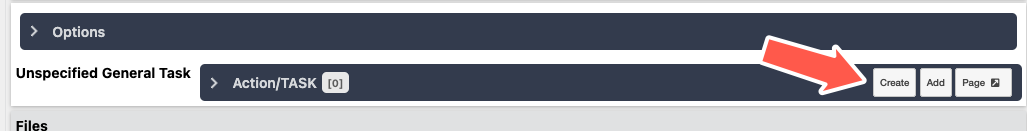 Options
Unspecified General Task
Action/TASK [0]
Create
Add
Page
Files